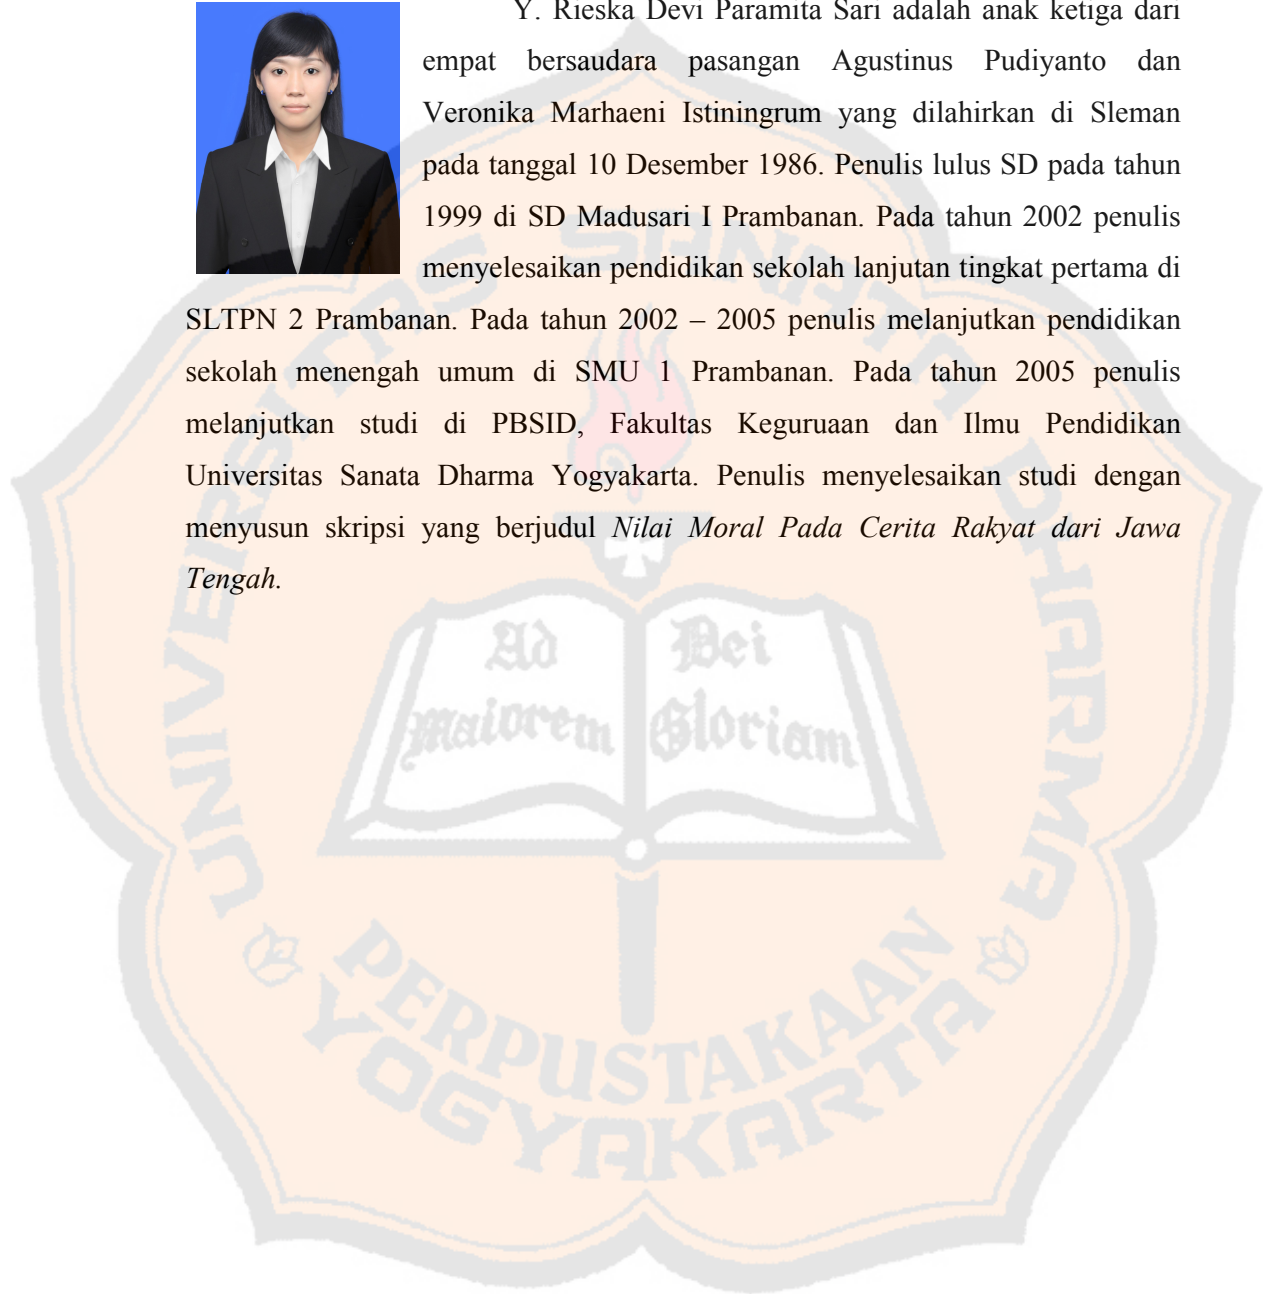 Y. Rieska Devi Paramita Sari adalah anak ketiga dari
empat bersaudara pasangan Agustinus Pudiyanto dan
Veronika Marhaeni Istiningrum yang dilahirkan di Sleman
pada tanggal 10 Desember 1986. Penulis lulus SD pada tahun
1999 di SD Madusari I Prambanan. Pada tahun 2002 penulis
menyelesaikan pendidikan sekolah lanjutan tingkat pertama di
SLTPN 2 Prambanan. Pada tahun 2002 – 2005 penulis melanjutkan pendidikan
sekolah menengah umum di SMU 1 Prambanan. Pada tahun 2005 penulis
melanjutkan studi di PBSID, Fakultas Keguruaan dan Ilmu Pendidikan
Universitas Sanata Dharma Yogyakarta. Penulis menyelesaikan studi dengan
menyusun skripsi yang berjudul Nilai Moral Pada Cerita Rakyat dari Jawa
Tengah.
UNIVERSITAS SANATA DHARMA
Ad Dei
Maiorem Gloriam
PERPUSTAKAAN
YOGYAKARTA